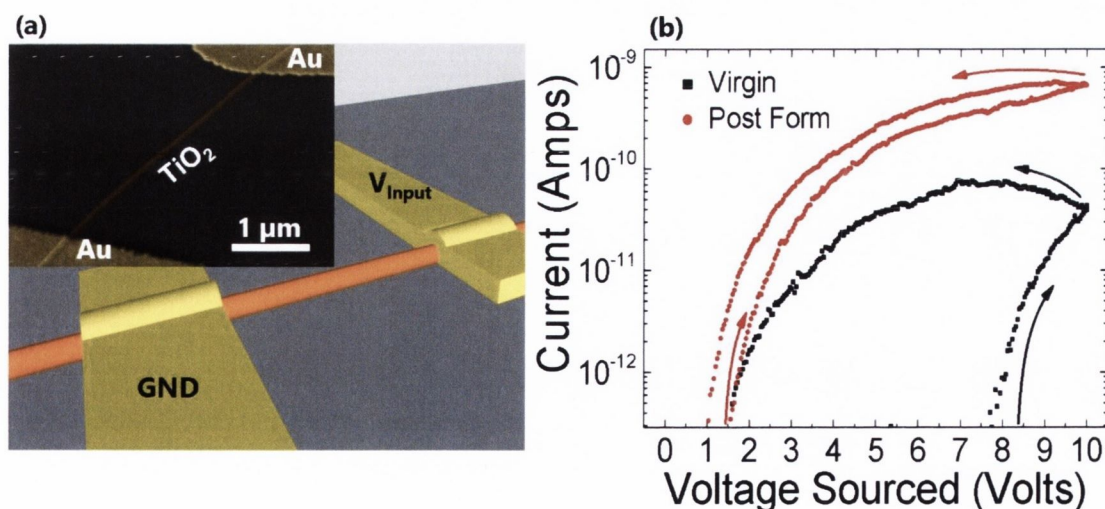 (a)
Au
TiO₂
1 μm
Au
V_Input
GND
(b)
Current (Amps)
10⁻⁹
10⁻¹⁰
10⁻¹¹
10⁻¹²
Virgin
Post Form
0 1 2 3 4 5 6 7 8 9 10
Voltage Sourced (Volts)